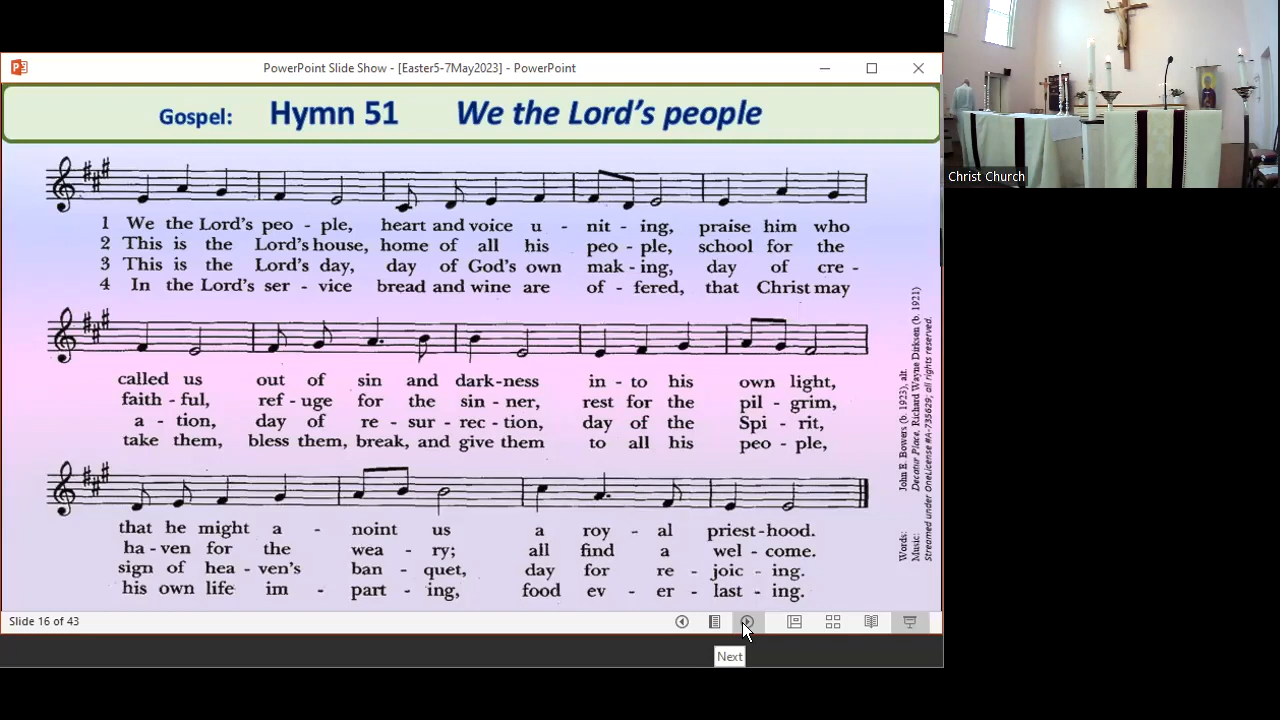 PowerPoint Slide Show - [Easter5-7May2023] - PowerPoint
Gospel: Hymn 51 We the Lord's people
1 We the Lord's peo - ple, heart and voice u - nit - ing, praise him who
2 This is the Lord's house, home of all his peo - ple, school for the
3 This is the Lord's day, day of God's own mak - ing, day of cre -
4 In the Lord's ser - vice bread and wine are of - fered, that Christ may
called us out of sin and dark-ness in - to his own light,
faith - ful, ref - uge for the sin - ner, rest for the pil - grim,
a - tion, day of re - sur - rec - tion, day of the Spi - rit,
take them, bless them, break, and give them to all his peo - ple,
that he might a - noint us a roy - al priest-hood.
ha - ven for the wea - ry; all find a wel - come.
sign of hea - ven's ban - quet, day for re - joic - ing.
his own life im - part - ing, food ev - er - last - ing.
Words: John E. Bowers (b. 1923), alt.
Music: Decatur Place, Richard Wayne Dirksen (b. 1921)
Streamed under OneLicense #A-735629; all rights reserved.
Slide 16 of 43
Next
Christ Church